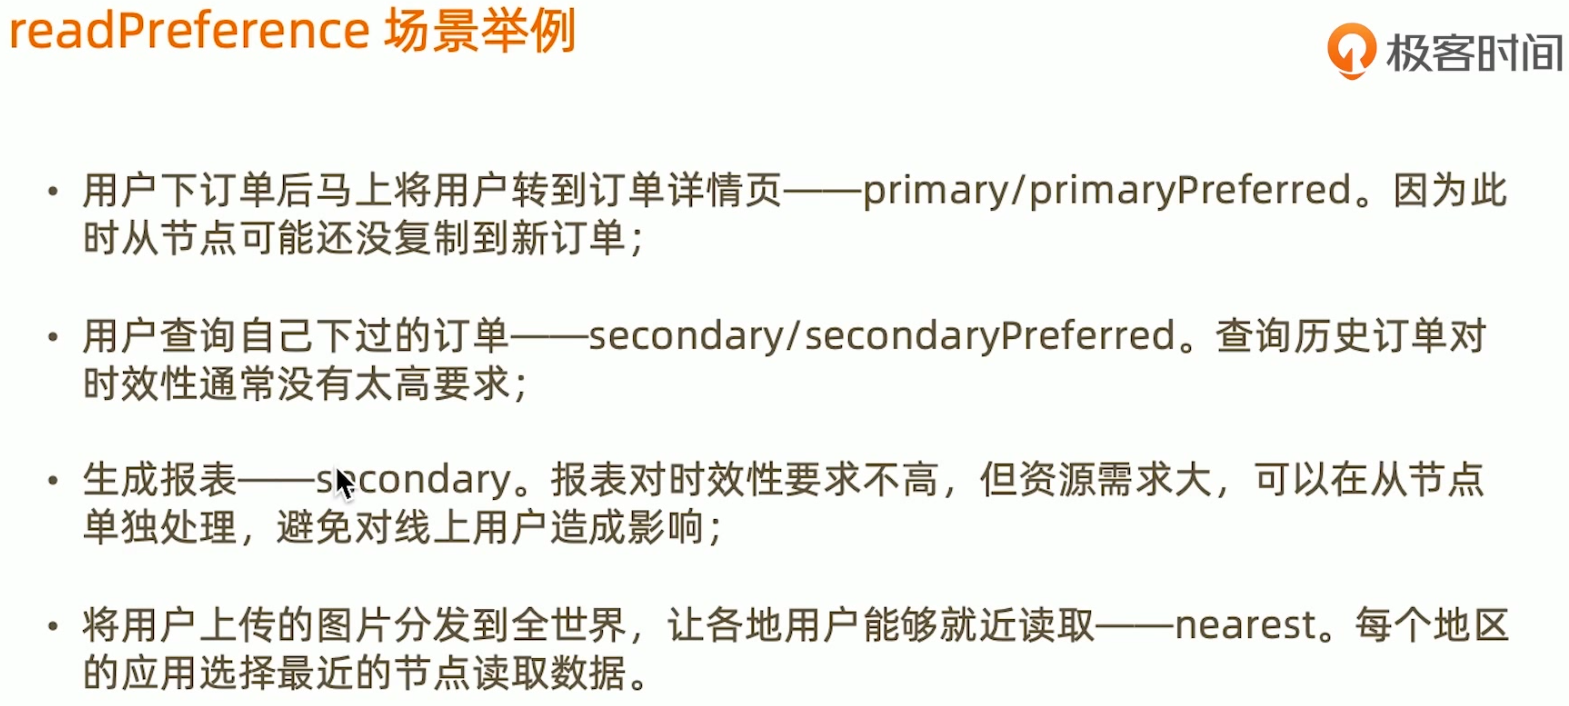 readPreference 场景举例
极客时间
• 用户下订单后马上将用户转到订单详情页——primary/primaryPreferred。因为此
时从节点可能还没复制到新订单；
• 用户查询自己下过的订单——secondary/secondaryPreferred。查询历史订单对
时效性通常没有太高要求；
• 生成报表——secondary。报表对时效性要求不高，但资源需求大，可以在从节点
单独处理，避免对线上用户造成影响；
• 将用户上传的图片分发到全世界，让各地用户能够就近读取——nearest。每个地区
的应用选择最近的节点读取数据。